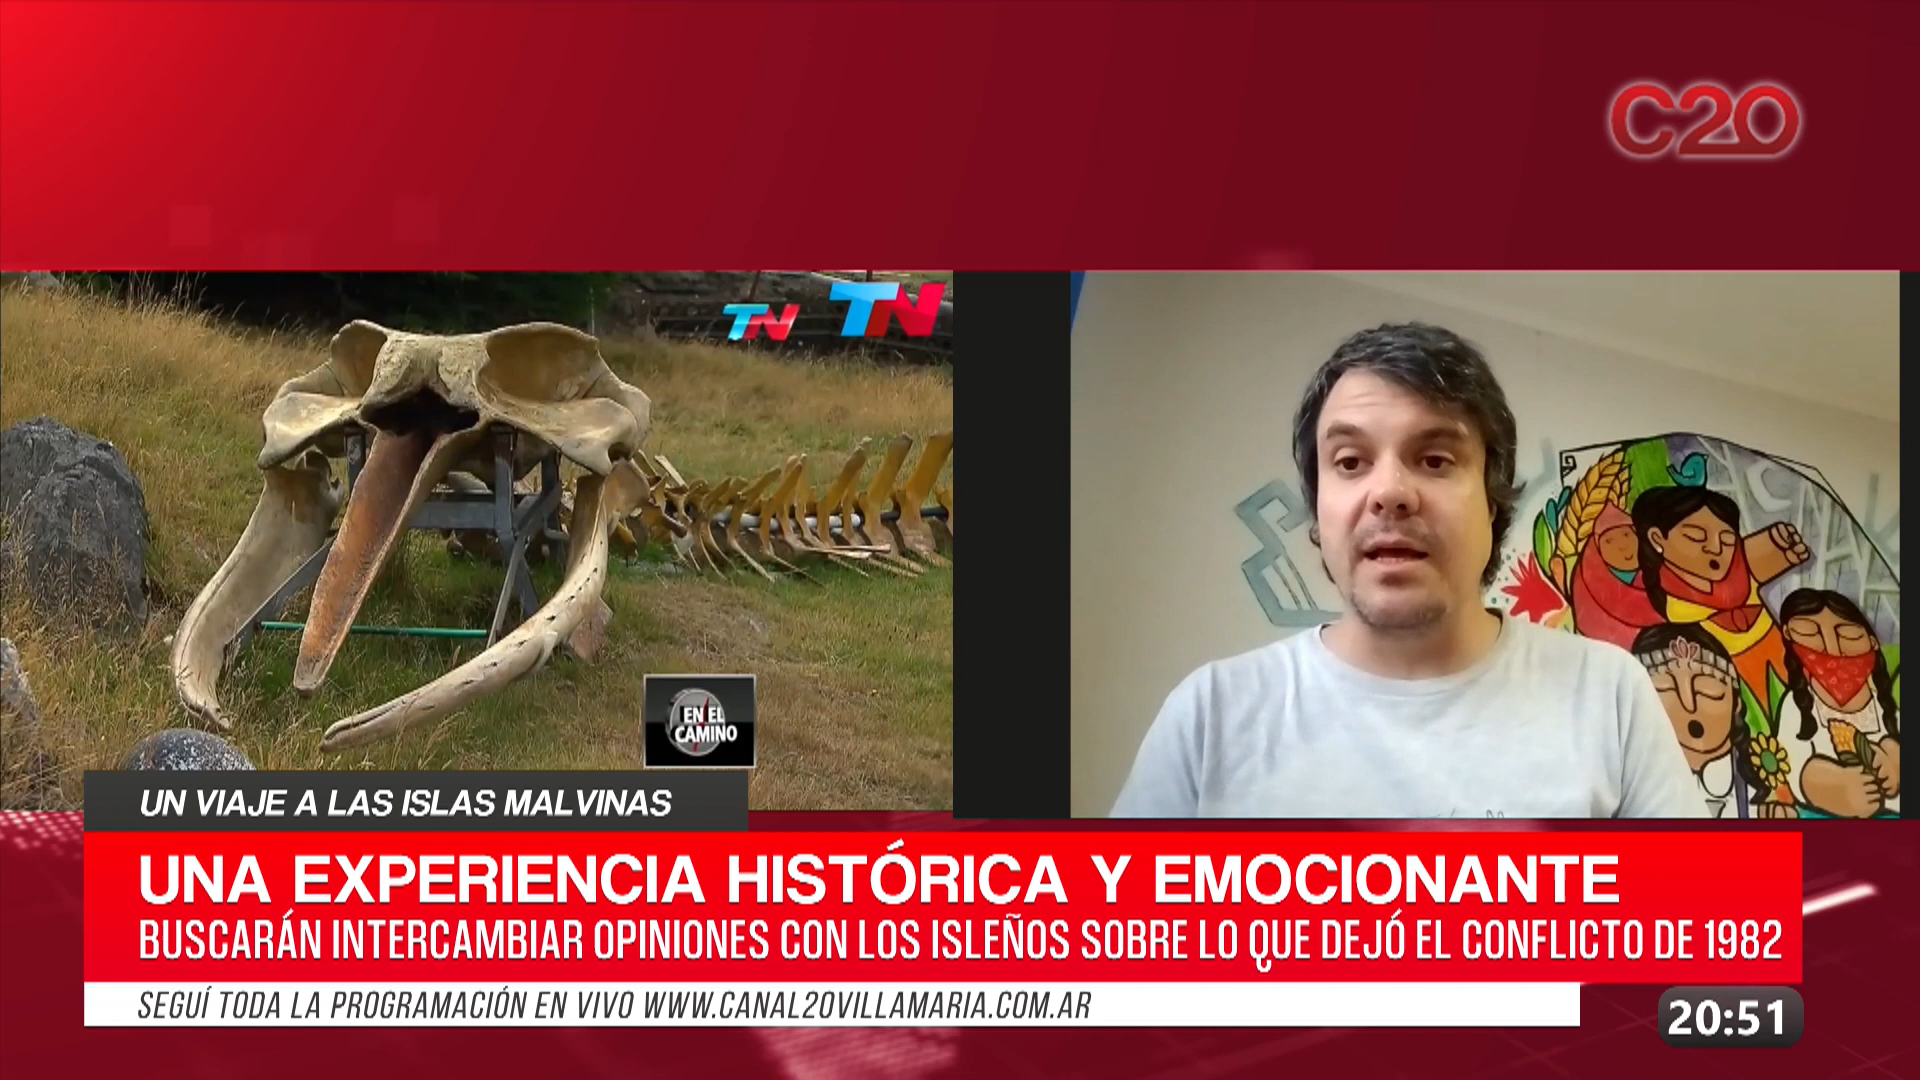 C20
TN TN
EN EL
CAMINO
UN VIAJE A LAS ISLAS MALVINAS
UNA EXPERIENCIA HISTÓRICA Y EMOCIONANTE
BUSCARÁN INTERCAMBIAR OPINIONES CON LOS ISLEÑOS SOBRE LO QUE DEJÓ EL CONFLICTO DE 1982
SEGUÍ TODA LA PROGRAMACIÓN EN VIVO WWW.CANAL20VILLAMARIA.COM.AR
20:51